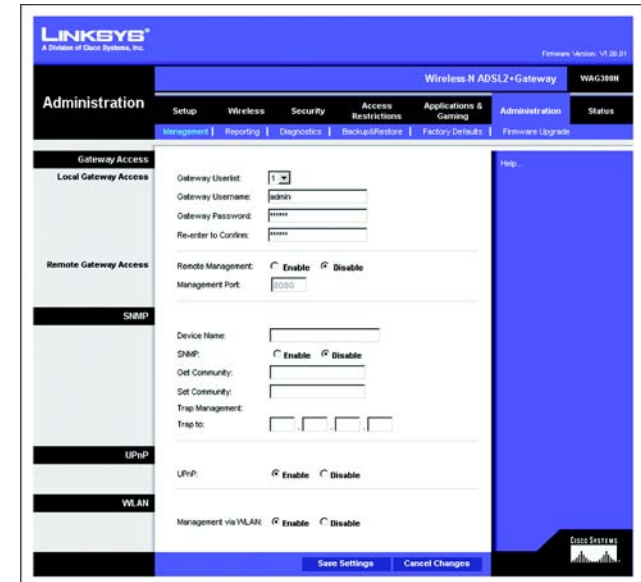 LINKSYS®
A Division of Cisco Systems, Inc.
Firmware Version: V1.00.01
Wireless-N ADSL2+Gateway WAG300N
Administration
Setup Wireless Security Access Restrictions Applications & Gaming Administration Status
Management | Reporting | Diagnostics | Backup&Restore | Factory Defaults | Firmware Upgrade
Gateway Access
Help...
Local Gateway Access
Gateway Userlist: 1
Gateway Username: admin
Gateway Password: ******
Re-enter to Confirm: ******
Remote Gateway Access
Remote Management: Enable Disable
Management Port: 8080
SNMP
Device Name:
SNMP: Enable Disable
Get Community:
Set Community:
Trap Management:
Trap to: . . .
UPnP
UPnP: Enable Disable
WLAN
Management via WLAN: Enable Disable
Save Settings Cancel Changes
CISCO SYSTEMS